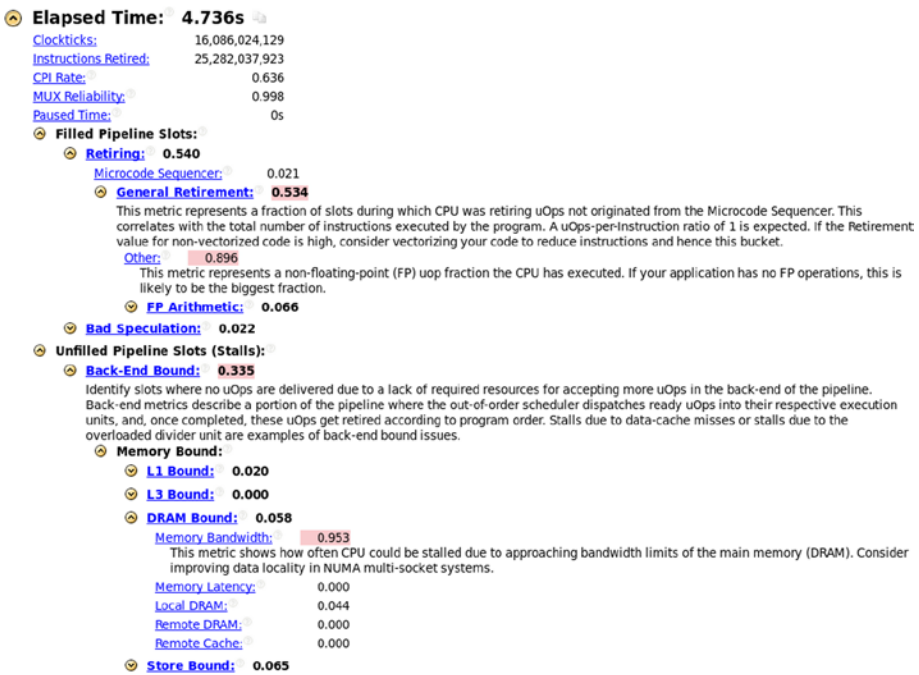 Elapsed Time: 4.736s
Clockticks: 16,086,024,129
Instructions Retired: 25,282,037,923
CPI Rate: 0.636
MUX Reliability: 0.998
Paused Time: 0s
Filled Pipeline Slots:
Retiring: 0.540
Microcode Sequencer: 0.021
General Retirement: 0.534
This metric represents a fraction of slots during which CPU was retiring uOps not originated from the Microcode Sequencer. This
correlates with the total number of instructions executed by the program. A uOps-per-Instruction ratio of 1 is expected. If the Retirement
value for non-vectorized code is high, consider vectorizing your code to reduce instructions and hence this bucket.
Other: 0.896
This metric represents a non-floating-point (FP) uop fraction the CPU has executed. If your application has no FP operations, this is
likely to be the biggest fraction.
FP Arithmetic: 0.066
Bad Speculation: 0.022
Unfilled Pipeline Slots (Stalls):
Back-End Bound: 0.335
Identify slots where no uOps are delivered due to a lack of required resources for accepting more uOps in the back-end of the pipeline.
Back-end metrics describe a portion of the pipeline where the out-of-order scheduler dispatches ready uOps into their respective execution
units, and, once completed, these uOps get retired according to program order. Stalls due to data-cache misses or stalls due to the
overloaded divider unit are examples of back-end bound issues.
Memory Bound:
L1 Bound: 0.020
L3 Bound: 0.000
DRAM Bound: 0.058
Memory Bandwidth: 0.953
This metric shows how often CPU could be stalled due to approaching bandwidth limits of the main memory (DRAM). Consider
improving data locality in NUMA multi-socket systems.
Memory Latency: 0.000
Local DRAM: 0.044
Remote DRAM: 0.000
Remote Cache: 0.000
Store Bound: 0.065